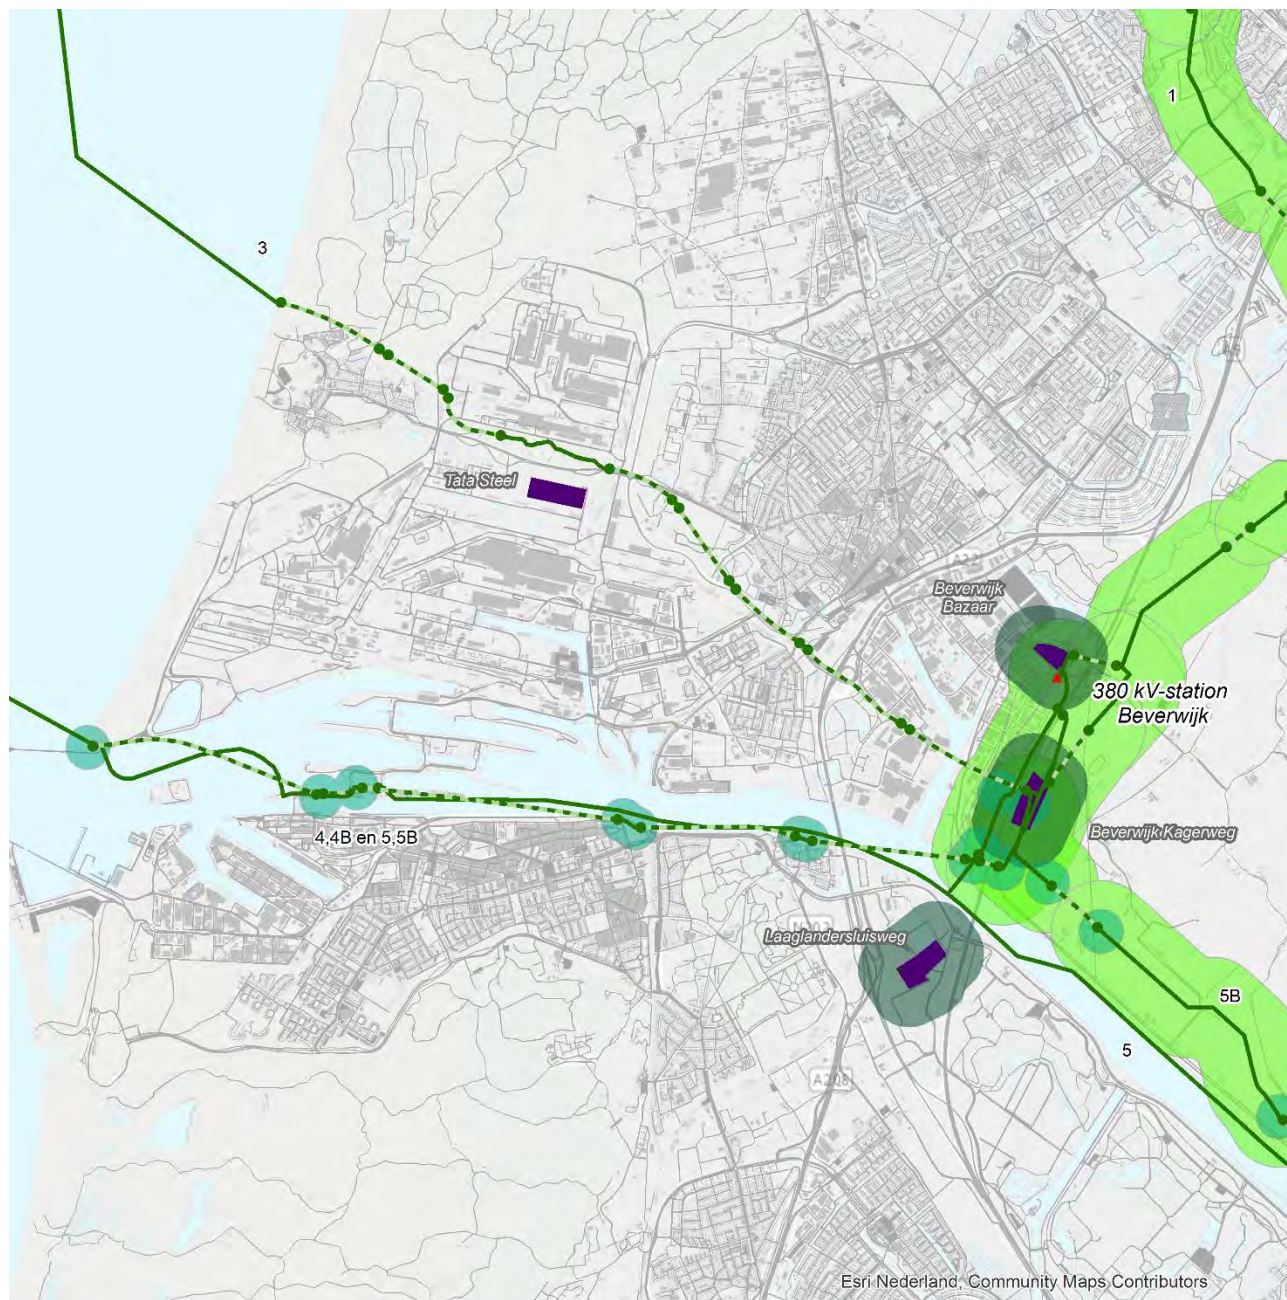 1
3
Tata Steel
Beverwijk
Bazaar
380 kV-station
Beverwijk
4,4B en 5,5B
Beverwijk Kagerweg
Laaglandersluisweg
5B
5
A208
Esri Nederland, Community Maps Contributors